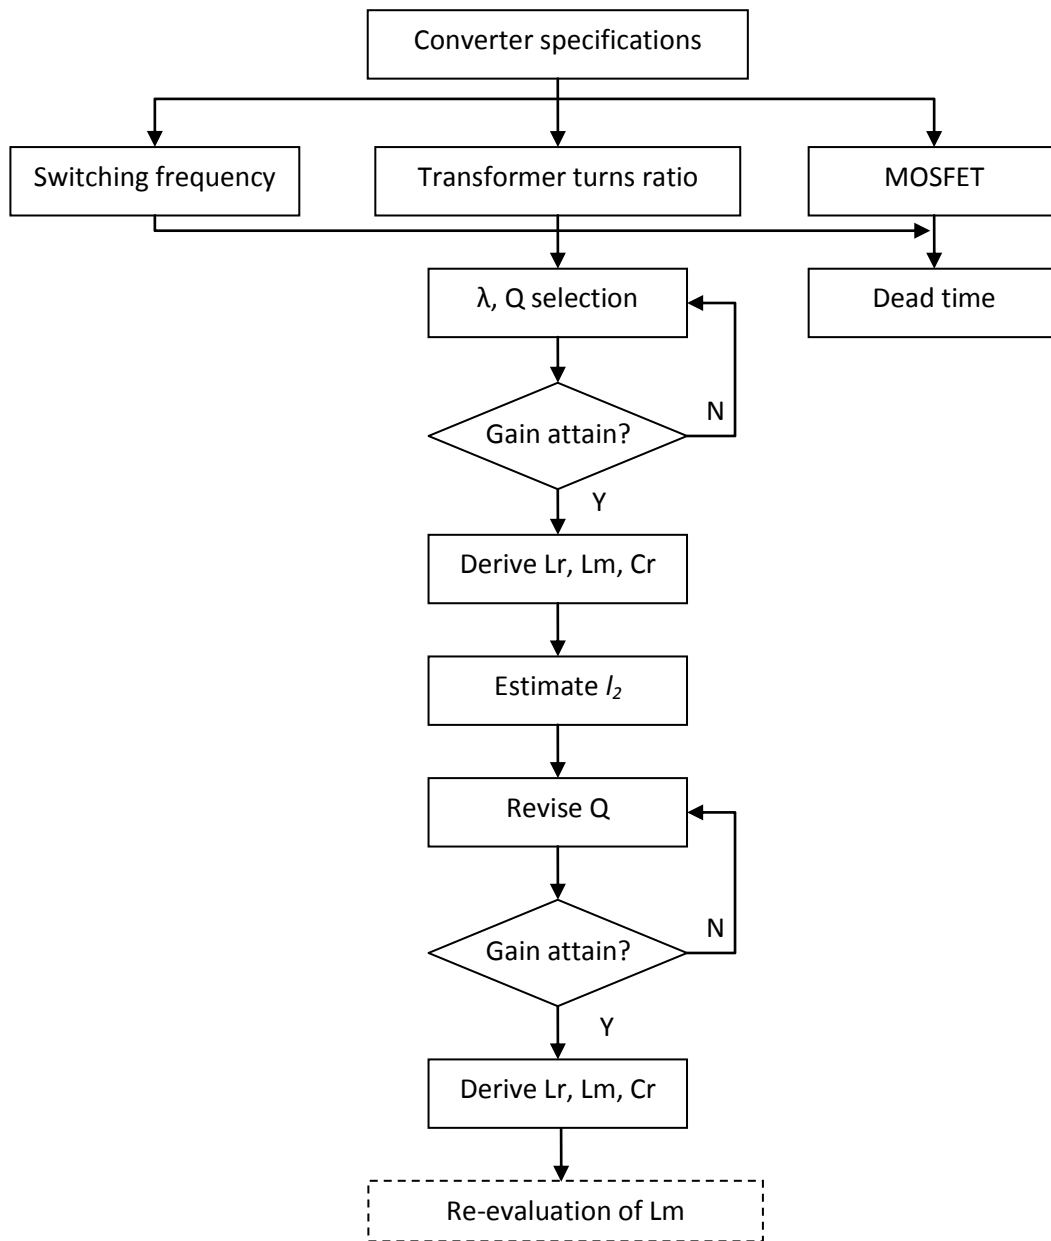 Converter specifications
Switching frequency
Transformer turns ratio
MOSFET
λ, Q selection
Dead time
N
Gain attain?
Y
Derive Lr, Lm, Cr
Estimate l2
Revise Q
N
Gain attain?
Y
Derive Lr, Lm, Cr
Re-evaluation of Lm